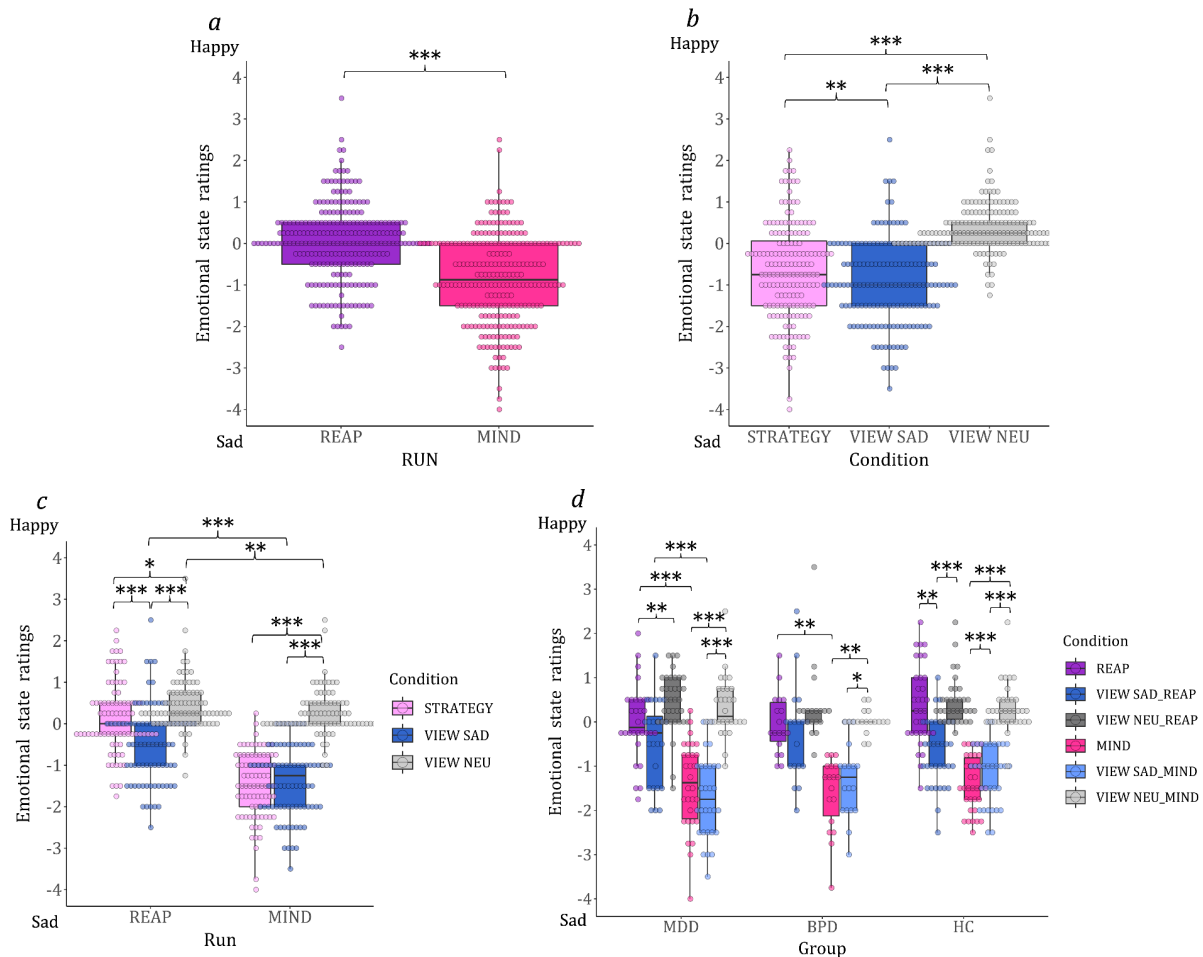 a
Happy
***
4
3
2
1
0
-1
-2
-3
-4
Emotional state ratings
Sad
REAP MIND
RUN
b
Happy
***
** ***
4
3
2
1
0
-1
-2
-3
-4
Emotional state ratings
Sad
STRATEGY VIEW SAD VIEW NEU
Condition
c
Happy
***
**
*
*** ***
***
***
4
3
2
1
0
-1
-2
-3
-4
Emotional state ratings
Sad
REAP MIND
Run
Condition
STRATEGY
VIEW SAD
VIEW NEU
d
Happy
***
***
**
***
***
**
**
*
***
**
***
***
***
4
3
2
1
0
-1
-2
-3
-4
Emotional state ratings
Sad
MDD BPD HC
Group
Condition
REAP
VIEW SAD_REAP
VIEW NEU_REAP
MIND
VIEW SAD_MIND
VIEW NEU_MIND